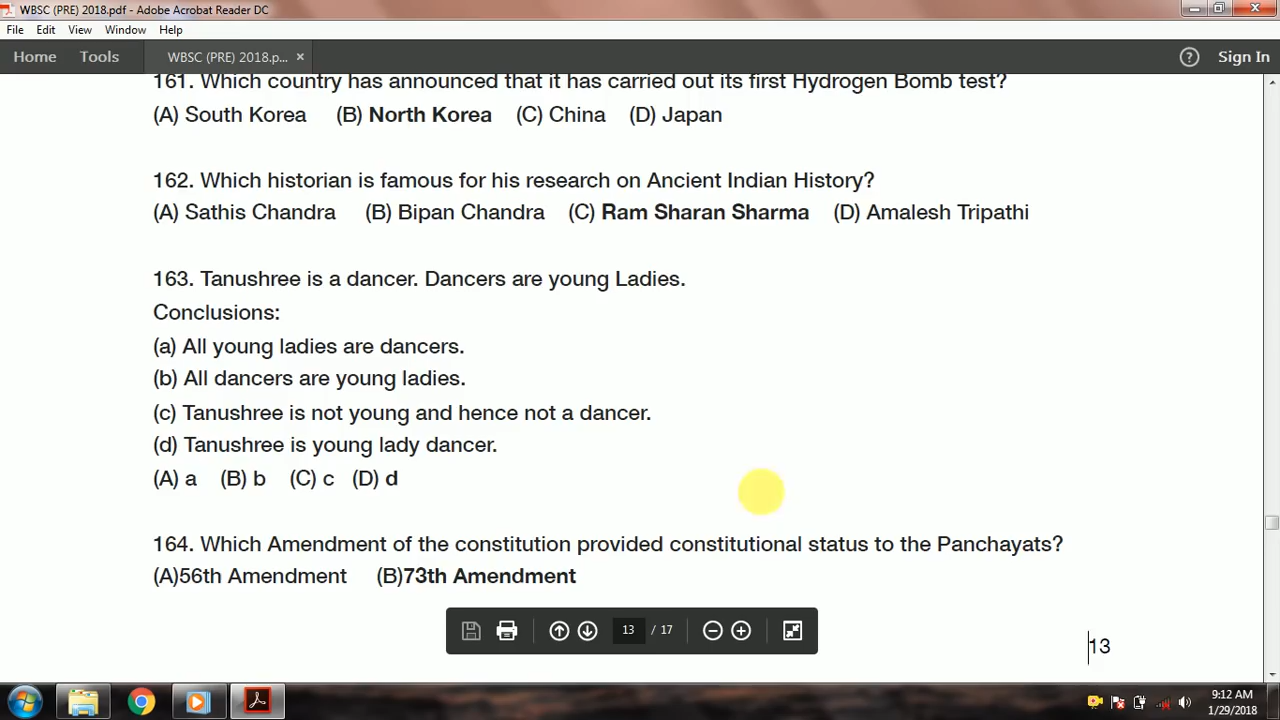 WBSC (PRE) 2018.pdf - Adobe Acrobat Reader DC
File Edit View Window Help
Home Tools WBSC (PRE) 2018.p... × ? Sign In
161. Which country has announced that it has carried out its first Hydrogen Bomb test?
(A) South Korea (B) North Korea (C) China (D) Japan
162. Which historian is famous for his research on Ancient Indian History?
(A) Sathis Chandra (B) Bipan Chandra (C) Ram Sharan Sharma (D) Amalesh Tripathi
163. Tanushree is a dancer. Dancers are young Ladies.
Conclusions:
(a) All young ladies are dancers.
(b) All dancers are young ladies.
(c) Tanushree is not young and hence not a dancer.
(d) Tanushree is young lady dancer.
(A) a (B) b (C) c (D) d
164. Which Amendment of the constitution provided constitutional status to the Panchayats?
(A)56th Amendment (B)73th Amendment
13 / 17
13
9:12 AM
1/29/2018